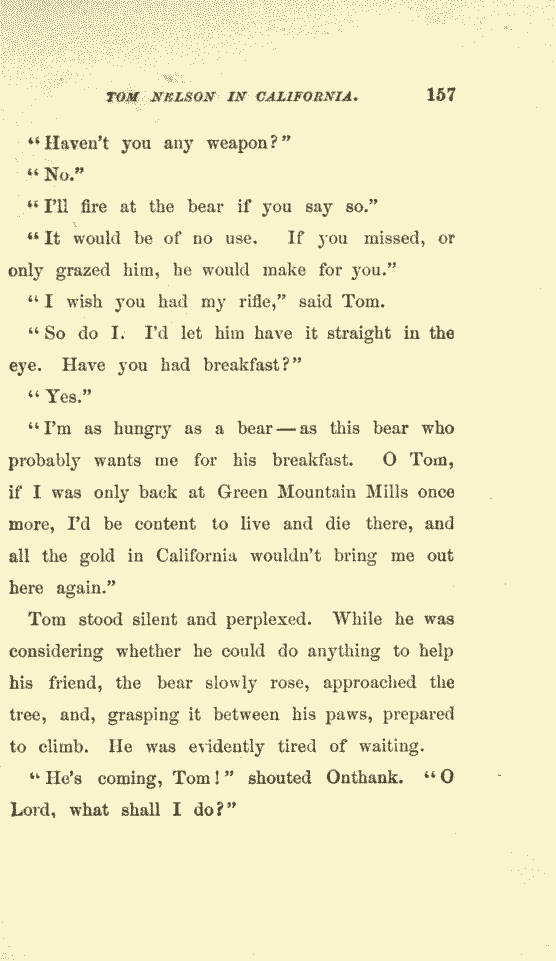 TOM NELSON IN CALIFORNIA. 157
"Haven't you any weapon?"
"No."
"I'll fire at the bear if you say so."
"It would be of no use. If you missed, or
only grazed him, he would make for you."
"I wish you had my rifle," said Tom.
"So do I. I'd let him have it straight in the
eye. Have you had breakfast?"
"Yes."
"I'm as hungry as a bear—as this bear who
probably wants me for his breakfast. O Tom,
if I was only back at Green Mountain Mills once
more, I'd be content to live and die there, and
all the gold in California wouldn't bring me out
here again."
Tom stood silent and perplexed. While he was
considering whether he could do anything to help
his friend, the bear slowly rose, approached the
tree, and, grasping it between his paws, prepared
to climb. He was evidently tired of waiting.
"He's coming, Tom!" shouted Onthank. "O
Lord, what shall I do?"